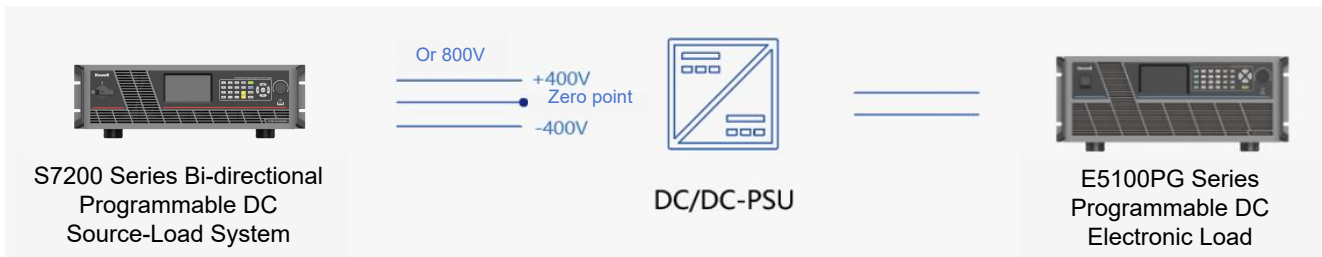 Or 800V
+400V
Zero point
-400V
Kewell
S7200 Series Bi-directional
Programmable DC
Source-Load System
DC/DC-PSU
E5100PG Series
Programmable DC
Electronic Load